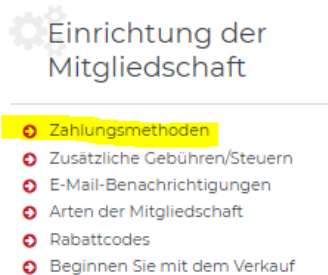 Einrichtung der
Mitgliedschaft
Zahlungsmethoden
Zusätzliche Gebühren/Steuern
E-Mail-Benachrichtigungen
Arten der Mitgliedschaft
Rabattcodes
Beginnen Sie mit dem Verkauf